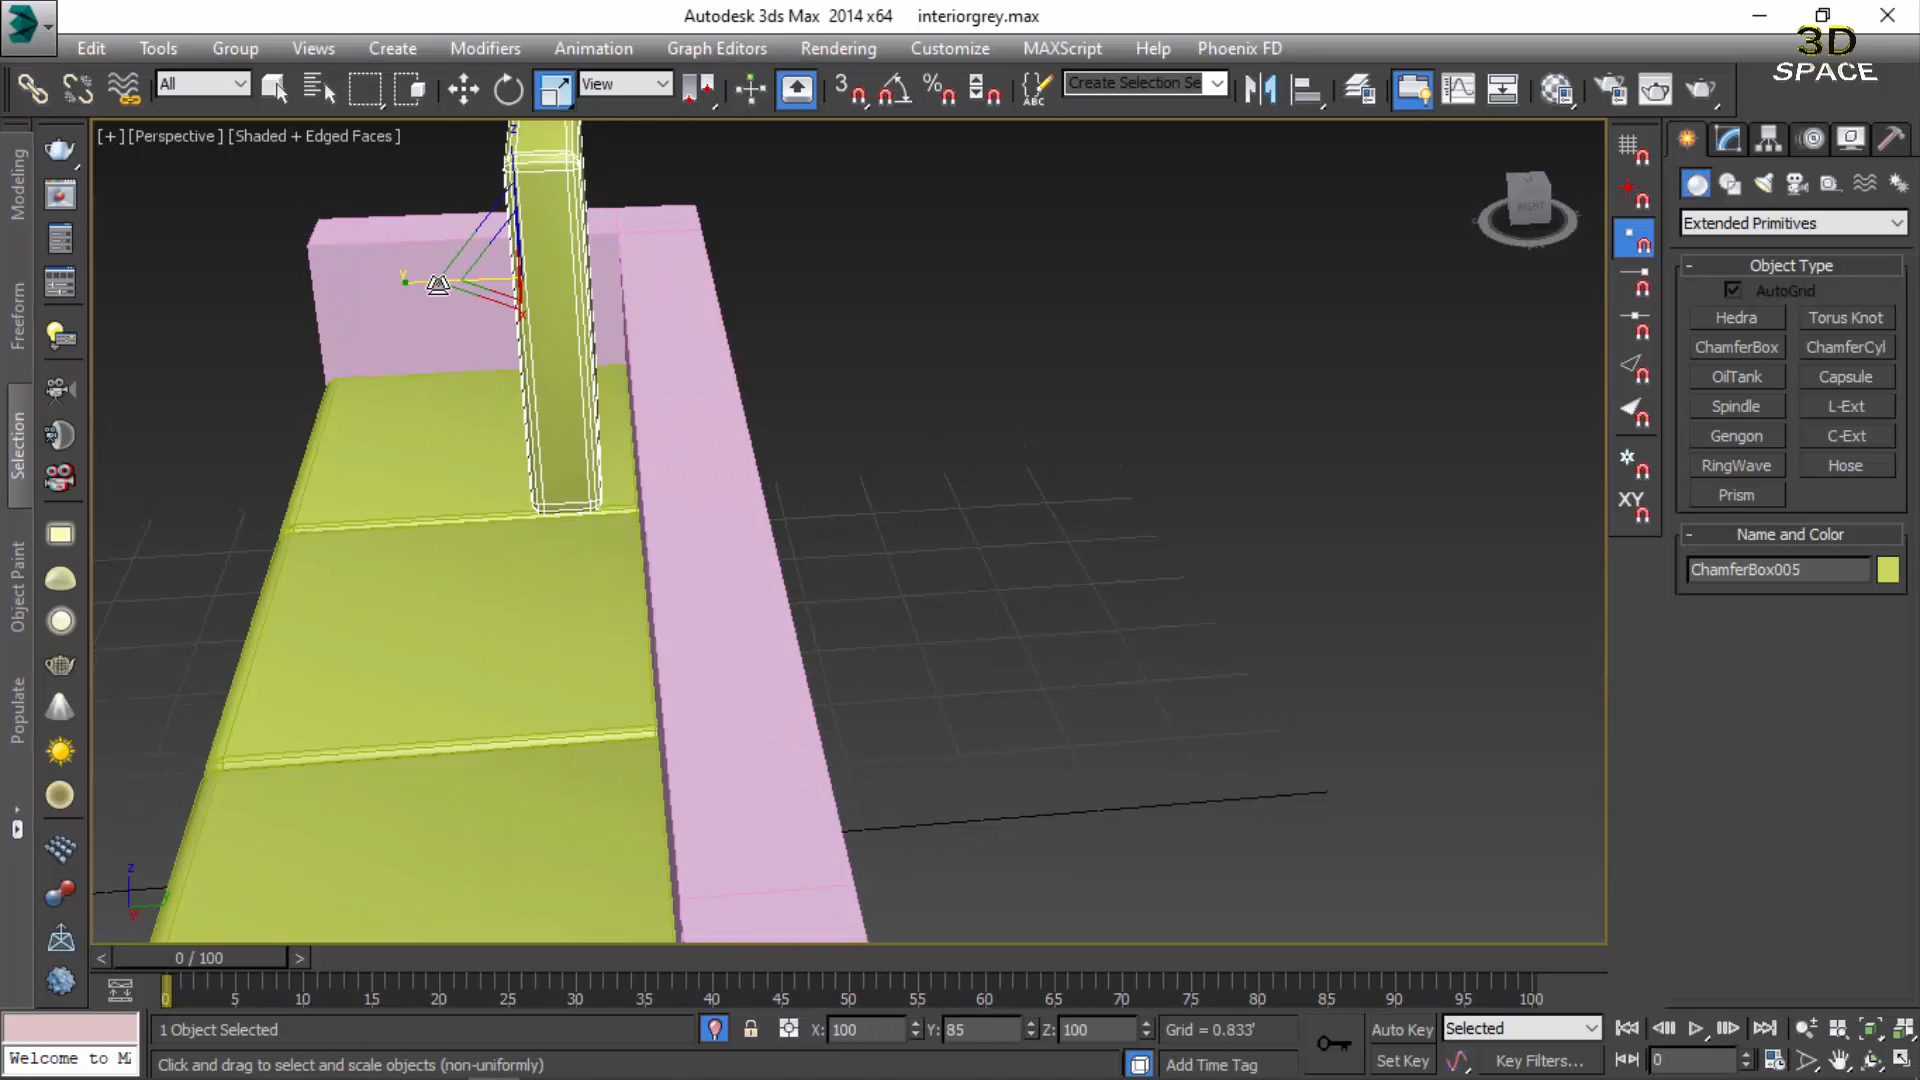 Autodesk 3ds Max 2014 x64 interiorgrey.max
Edit Tools Group Views Create Modifiers Animation Graph Editors Rendering Customize MAXScript Help Phoenix FD
3D
SPACE
All View 3 % ABC Create Selection Se
[+] [Perspective] [Shaded + Edged Faces]
Modeling
Freeform
Selection
Object Paint
Populate
z
y
x
RIGHT
XY
Extended Primitives
- Object Type
AutoGrid
Hedra Torus Knot
ChamferBox ChamferCyl
OilTank Capsule
Spindle L-Ext
Gengon C-Ext
RingWave Hose
Prism
- Name and Color
ChamferBox005
z
< 0 / 100 >
0 5 10 15 20 25 30 35 40 45 50 55 60 65 70 75 80 85 90 95 100
1 Object Selected X: 100 Y: 85 Z: 100 Grid = 0.833' Auto Key Selected
Welcome to M
Click and drag to select and scale objects (non-uniformly) Add Time Tag Set Key Key Filters... 0